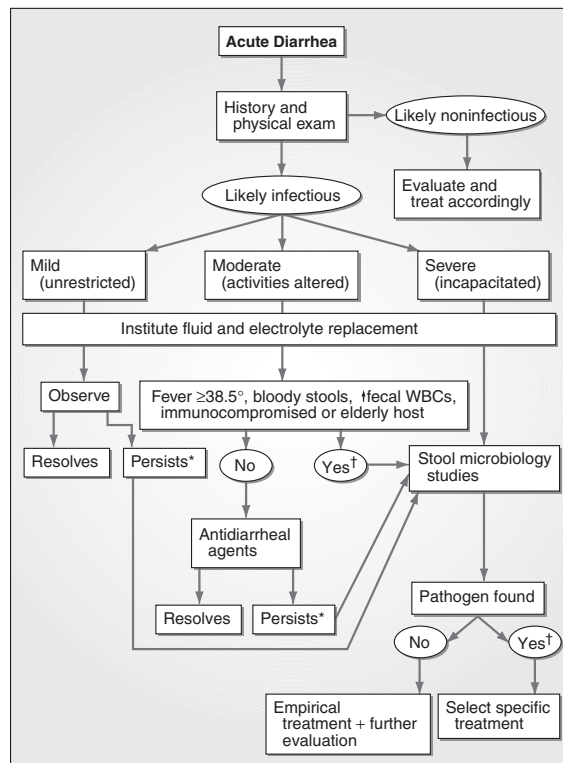 Acute Diarrhea
History and
physical exam
Likely noninfectious
Likely infectious
Evaluate and
treat accordingly
Mild
(unrestricted)
Moderate
(activities altered)
Severe
(incapacitated)
Institute fluid and electrolyte replacement
Observe
Fever ≥38.5°, bloody stools, ↑fecal WBCs,
immunocompromised or elderly host
Resolves
Persists*
No
Yes†
Stool microbiology
studies
Antidiarrheal
agents
Resolves
Persists*
Pathogen found
No
Yes†
Empirical
treatment + further
evaluation
Select specific
treatment